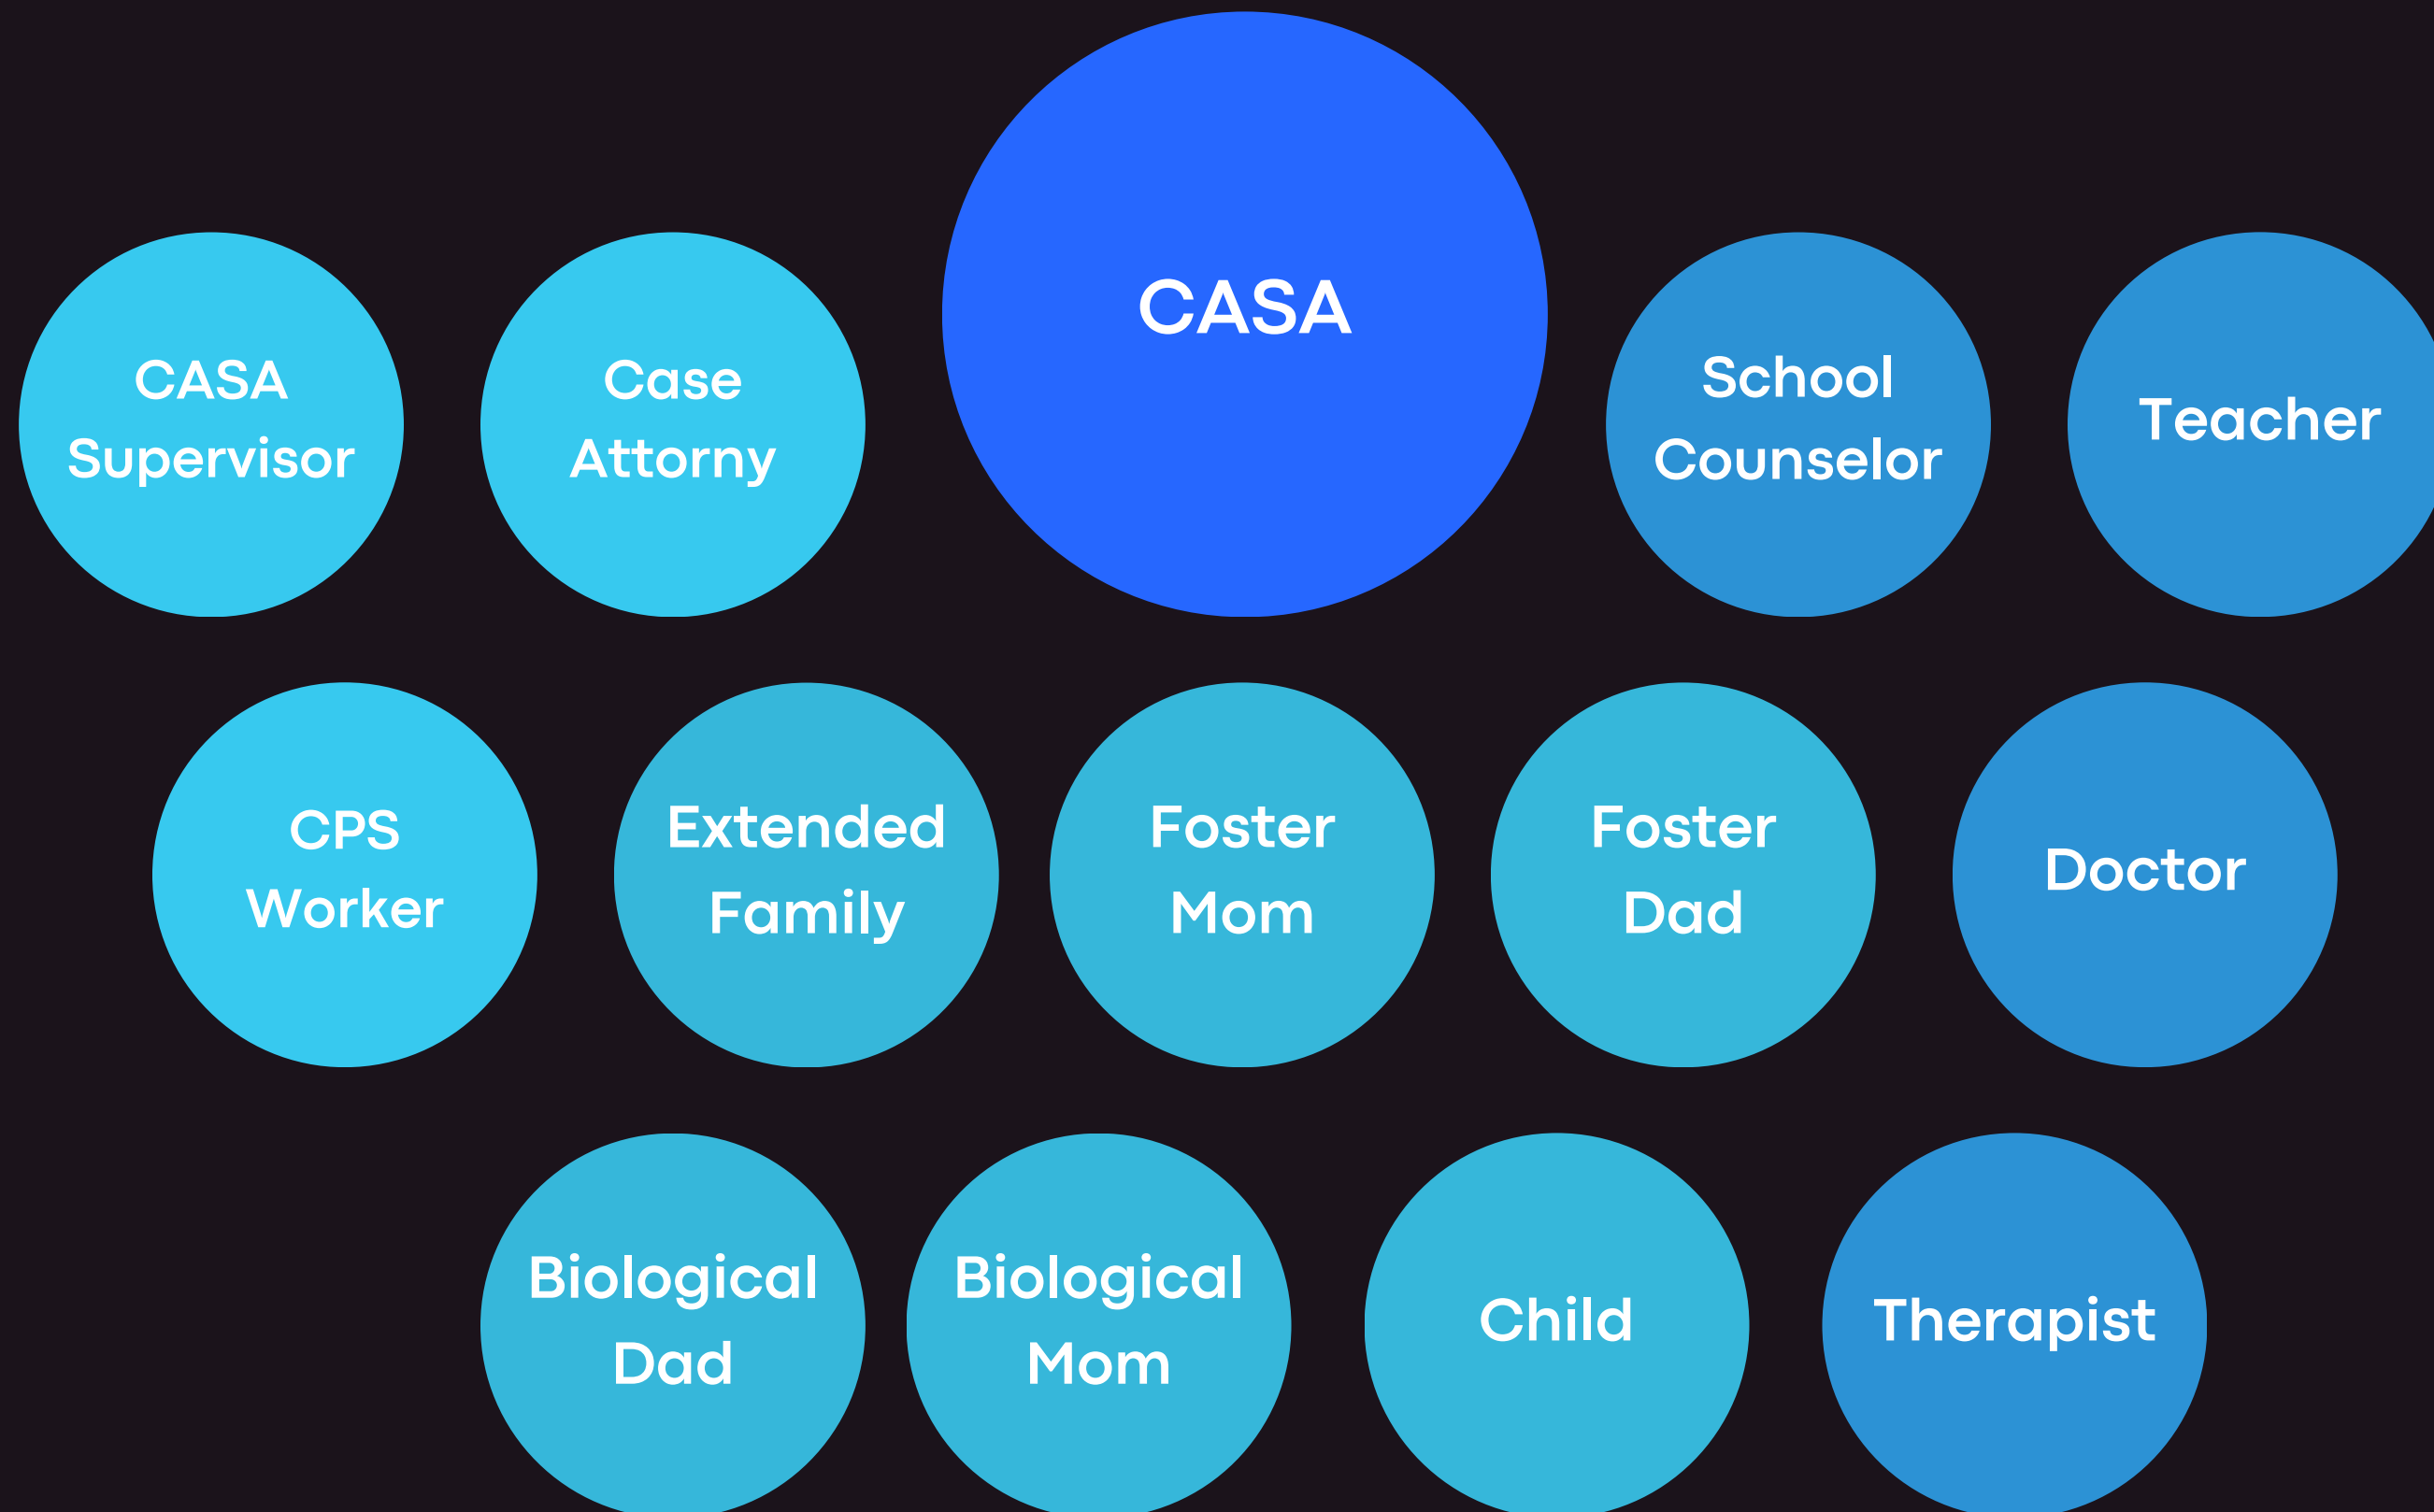 CASA
CASA
Supervisor
Case
Attorny
School
Counselor
Teacher
CPS
Worker
Extended
Family
Foster
Mom
Foster
Dad
Doctor
Biological
Dad
Biological
Mom
Child
Therapist